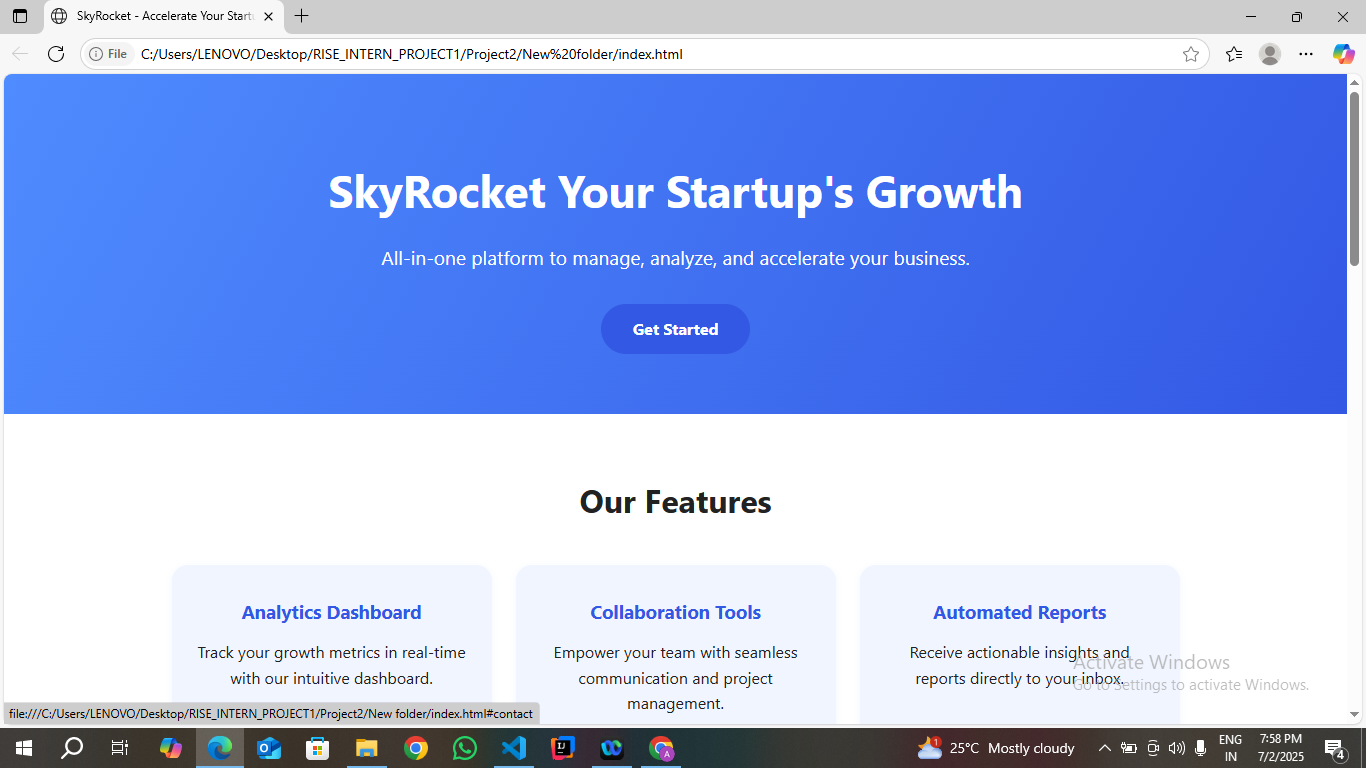 SkyRocket - Accelerate Your Start
File
C:/Users/LENOVO/Desktop/RISE_INTERN_PROJECT1/Project2/New%20folder/index.html
SkyRocket Your Startup's Growth
All-in-one platform to manage, analyze, and accelerate your business.
Get Started
Our Features
Analytics Dashboard
Track your growth metrics in real-time
with our intuitive dashboard.
Collaboration Tools
Empower your team with seamless
communication and project
management.
Automated Reports
Receive actionable insights and
reports directly to your inbox.
Activate Windows
Go to Settings to activate Windows.
file:///C:/Users/LENOVO/Desktop/RISE_INTERN_PROJECT1/Project2/New folder/index.html#contact
1
25°C Mostly cloudy
ENG
IN
7:58 PM
7/2/2025
4